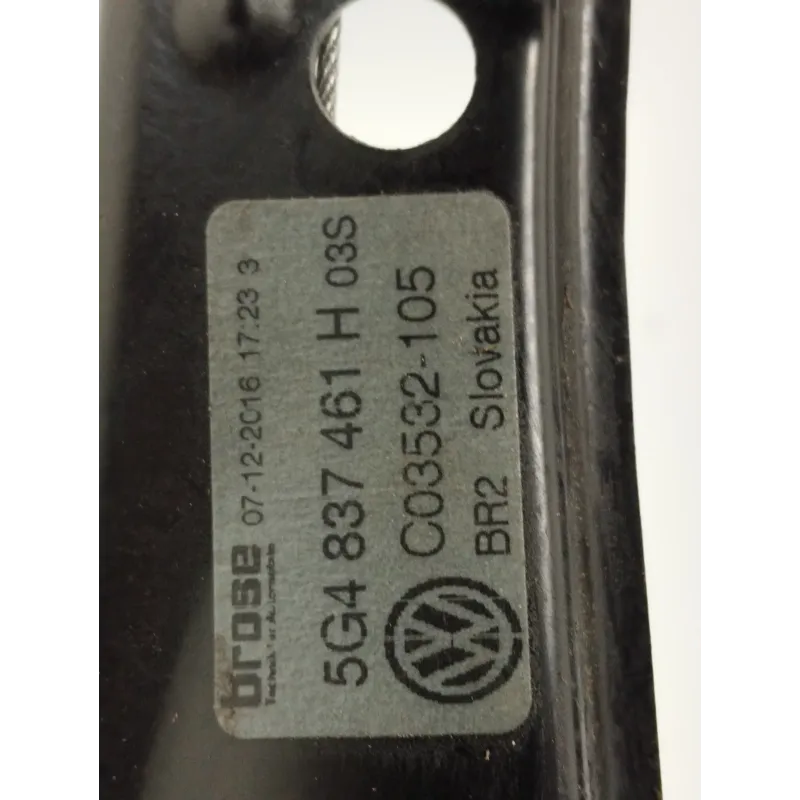 brose 07-12-2016 17:23 3
Technik für Automobile
5G4 837 461 H 03S
C03532-105
BR2 Slovakia